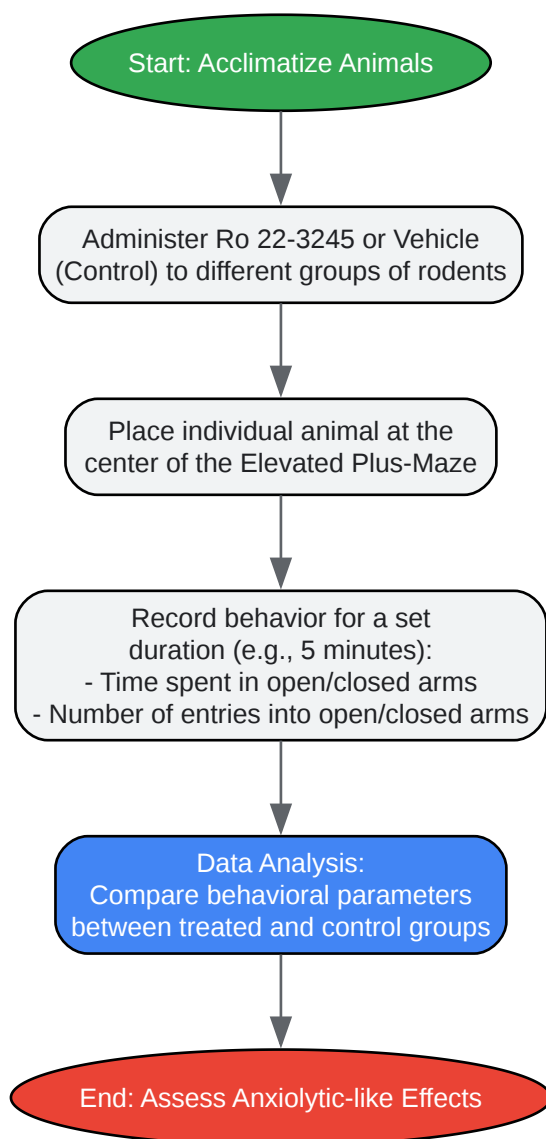 Start: Acclimatize Animals
Administer Ro 22-3245 or Vehicle
(Control) to different groups of rodents
Place individual animal at the
center of the Elevated Plus-Maze
Record behavior for a set
duration (e.g., 5 minutes):
- Time spent in open/closed arms
- Number of entries into open/closed arms
Data Analysis:
Compare behavioral parameters
between treated and control groups
End: Assess Anxiolytic-like Effects